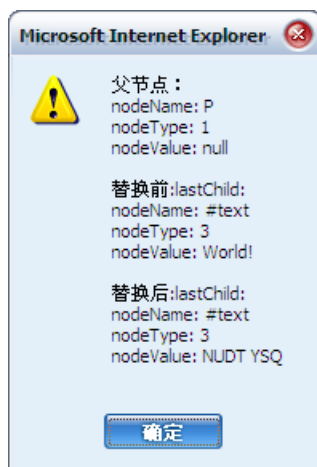 Microsoft Internet Explorer
父节点：
nodeName: P
nodeType: 1
nodeValue: null
替换前:lastChild:
nodeName: #text
nodeType: 3
nodeValue: World!
替换后:lastChild:
nodeName: #text
nodeType: 3
nodeValue: NUDT YSQ
确定